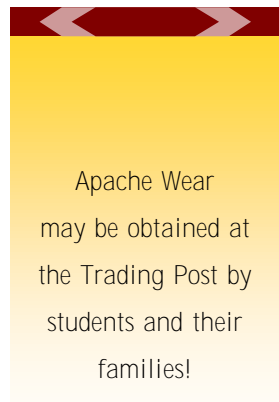 Apache Wear
may be obtained at
the Trading Post by
students and their
families!